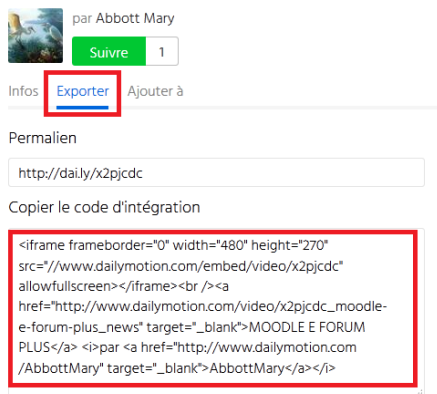 par Abbott Mary
Suivre 1
Infos Exporter Ajouter à
Permalien
http://dai.ly/x2pjcdc
Copier le code d'intégration
<iframe frameborder="0" width="480" height="270"
src="//www.dailymotion.com/embed/video/x2pjcdc"
allowfullscreen></iframe><br /><a
href="http://www.dailymotion.com/video/x2pjcdc_moodle-
e-forum-plus_news" target="_blank">MOODLE E FORUM
PLUS</a> <i>par <a href="http://www.dailymotion.com
/AbbottMary" target="_blank">AbbottMary</a></i>